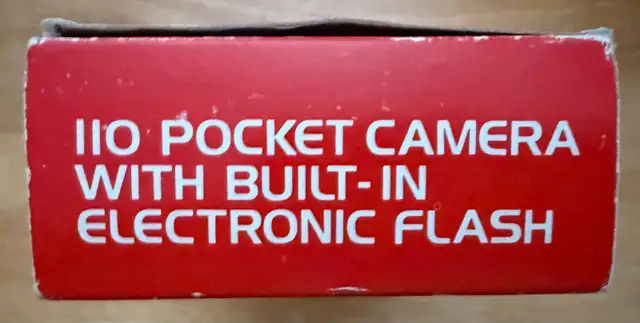 110 POCKET CAMERA
WITH BUILT-IN
ELECTRONIC FLASH